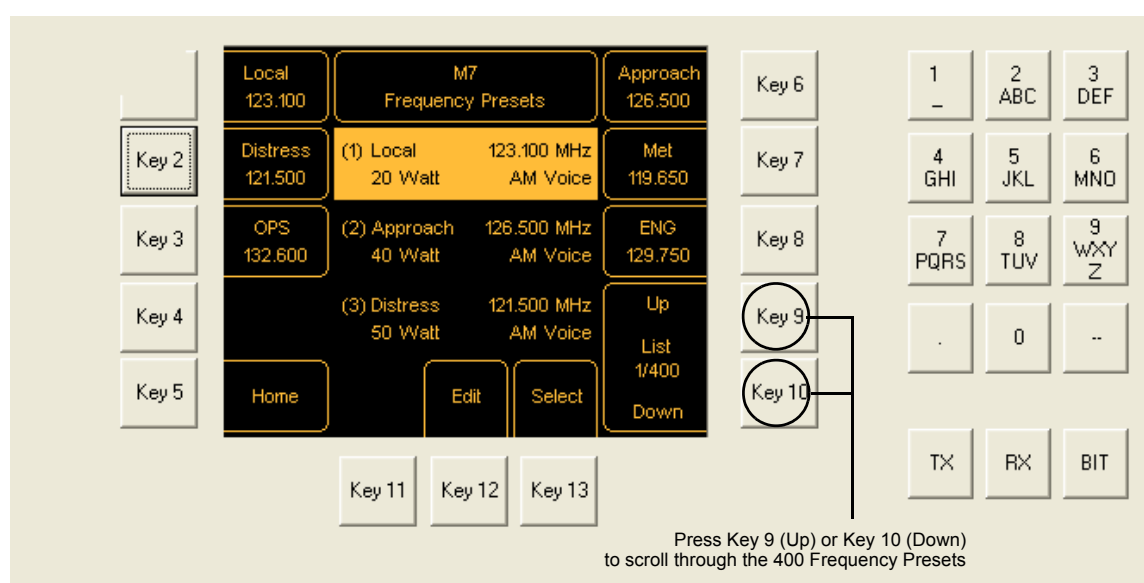 Local
123.100
M7
Frequency Presets
Approach
126.500
Key 6
1
_
2
ABC
3
DEF
Key 2
Distress
121.500
(1) Local 123.100 MHz
20 Watt AM Voice
Met
119.650
Key 7
4
GHI
5
JKL
6
MNO
Key 3
OPS
132.600
(2) Approach 126.500 MHz
40 Watt AM Voice
ENG
129.750
Key 8
7
PQRS
8
TUV
9
WXY
Z
Key 4
(3) Distress 121.500 MHz
50 Watt AM Voice
Up
List
1/400
Down
Key 9
.
0
--
Key 5
Home
Edit
Select
Key 10
Key 11
Key 12
Key 13
TX
RX
BIT
Press Key 9 (Up) or Key 10 (Down)
to scroll through the 400 Frequency Presets